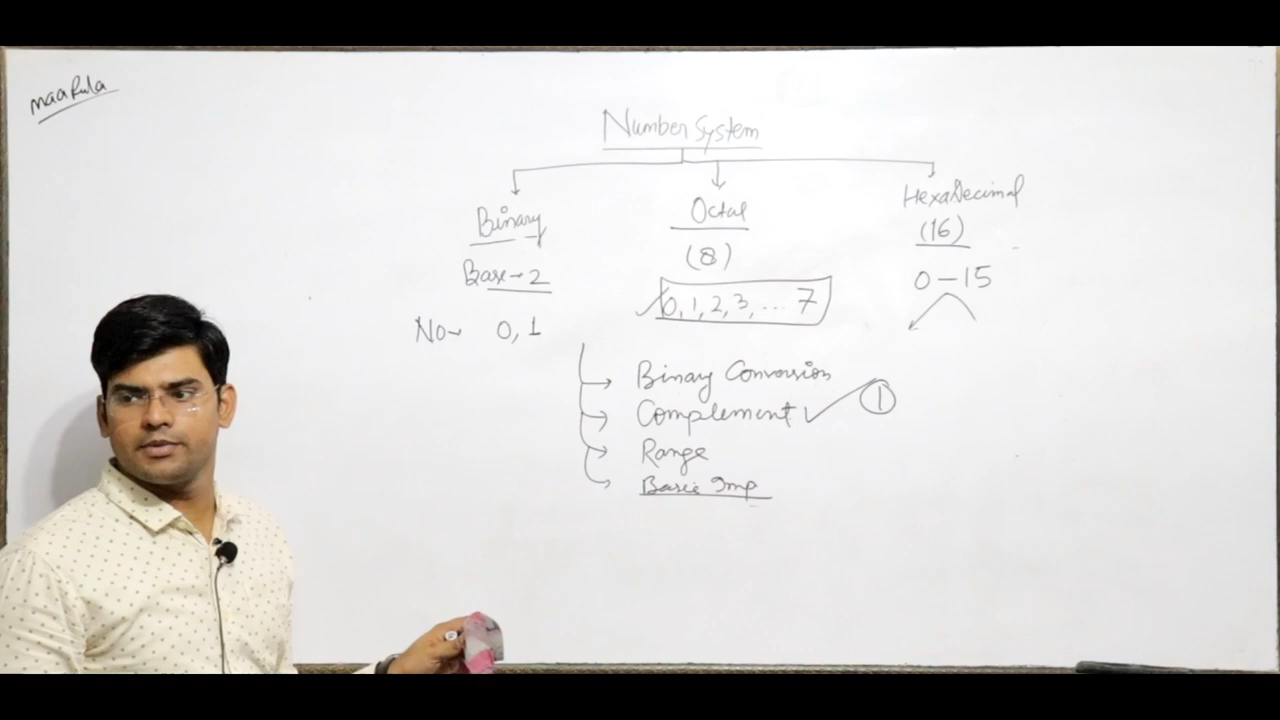 maaRula
Number System
Binary
Base → 2
No → 0, 1
Octal
(8)
0, 1, 2, 3, ... 7
HexaDecimal
(16)
0 – 15
Binary Conversion
Complement ✓ 1
Range
Basic Imp